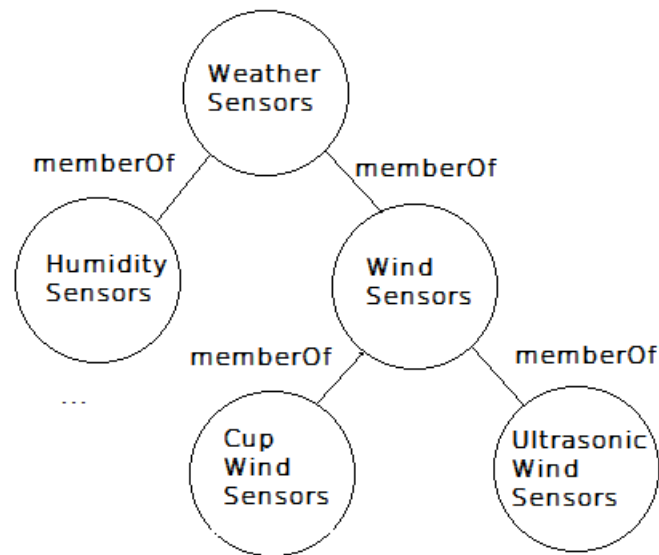 Weather
Sensors
memberOf
memberOf
Humidity
Sensors
Wind
Sensors
memberOf
memberOf
...
Cup
Wind
Sensors
Ultrasonic
Wind
Sensors